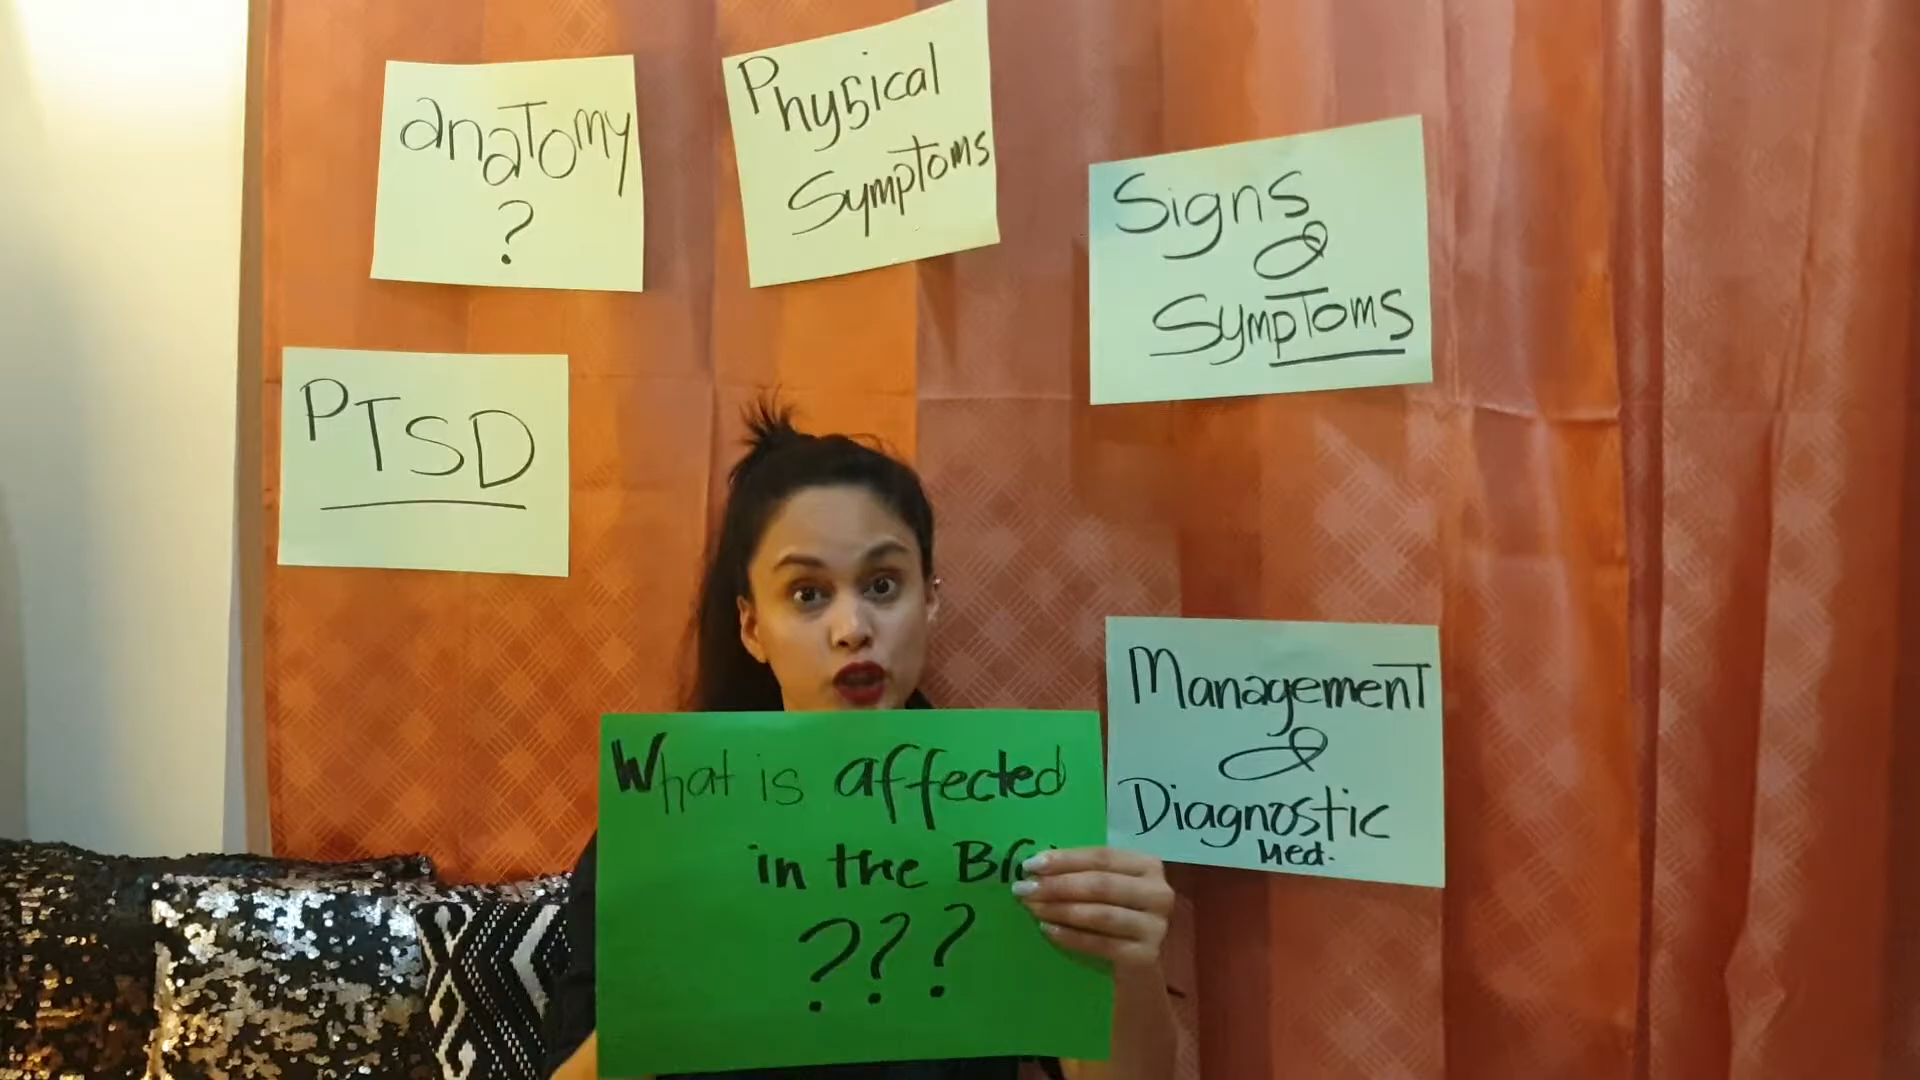 anatomy
?
Physical
Symptoms
Signs
&
Symptoms
PTSD
What is affected
in the
???
Management
&
Diagnostic
Med.